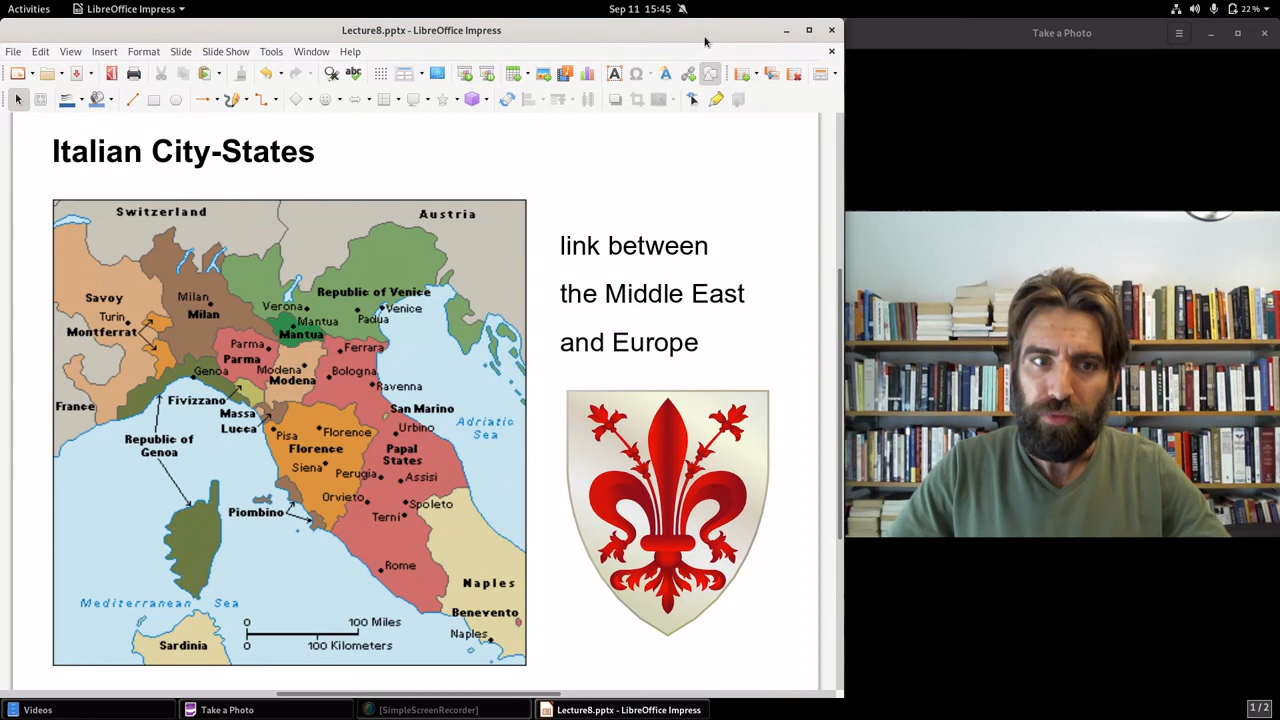 Activities
LibreOffice Impress
Sep 11 15:45
22 %
Lecture8.pptx - LibreOffice Impress
Take a Photo
File Edit View Insert Format Slide Slide Show Tools Window Help
abc
Italian City-States
Switzerland
Austria
Savoy
Turin
Montferrat
Milan
Milan
Verona
Republic of Venice
Venice
Padua
Mantua
Mantua
Parma
Parma
Ferrara
Modena
Modena
Bologna
Genoa
Ravenna
France
Fivizzano
Massa
Lucca
San Marino
Urbino
Adriatic
Sea
Republic of
Genoa
Pisa
Florence
Florence
Papal
States
Siena
Perugia
Assisi
Orvieto
Spoleto
Piombino
Terni
Rome
Naples
Mediterranean Sea
Benevento
Naples
Sardinia
0 100 Miles
0 100 Kilometers
link between
the Middle East
and Europe
Videos
Take a Photo
[SimpleScreenRecorder]
Lecture8.pptx - LibreOffice Impress
1 / 2